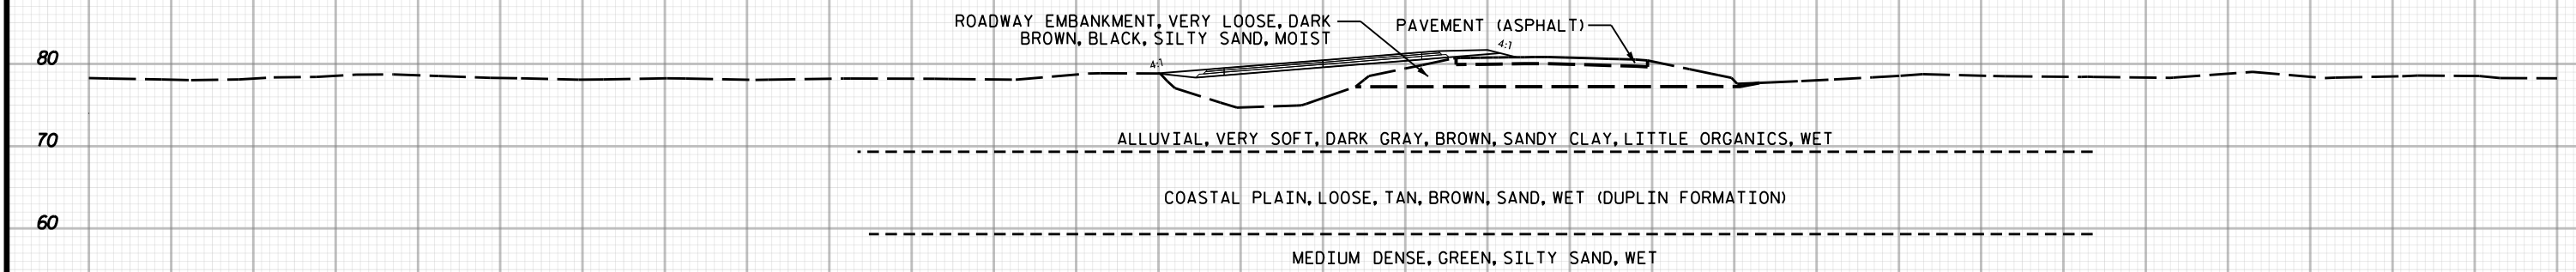 ROADWAY EMBANKMENT, VERY LOOSE, DARK
BROWN, BLACK, SILTY SAND, MOIST
PAVEMENT (ASPHALT)
4:1
4:1
80
70
ALLUVIAL, VERY SOFT, DARK GRAY, BROWN, SANDY CLAY, LITTLE ORGANICS, WET
COASTAL PLAIN, LOOSE, TAN, BROWN, SAND, WET (DUPLIN FORMATION)
60
MEDIUM DENSE, GREEN, SILTY SAND, WET